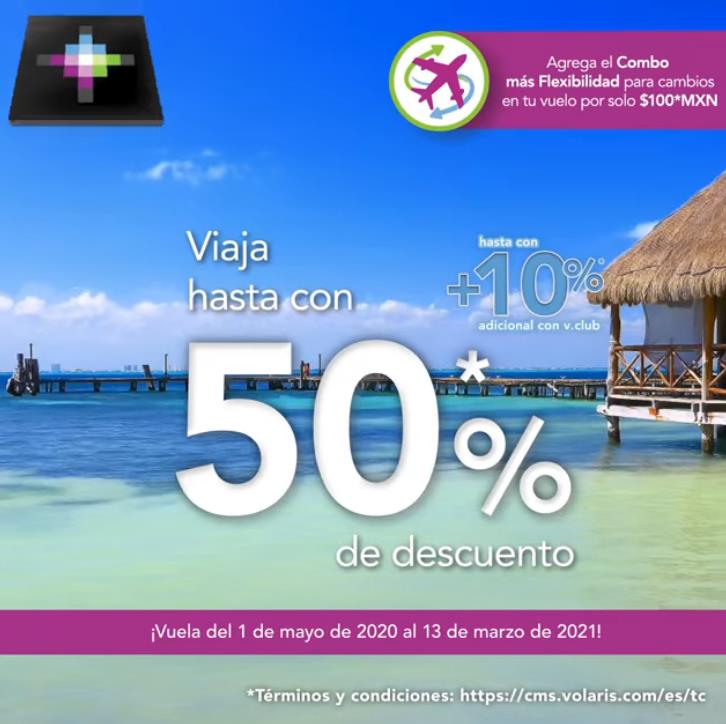 Agrega el Combo
más Flexibilidad para cambios
en tu vuelo por solo $100*MXN
Viaja
hasta con
hasta con
+10%*
adicional con v.club
50*%
de descuento
¡Vuela del 1 de mayo de 2020 al 13 de marzo de 2021!
*Términos y condiciones: https://cms.volaris.com/es/tc